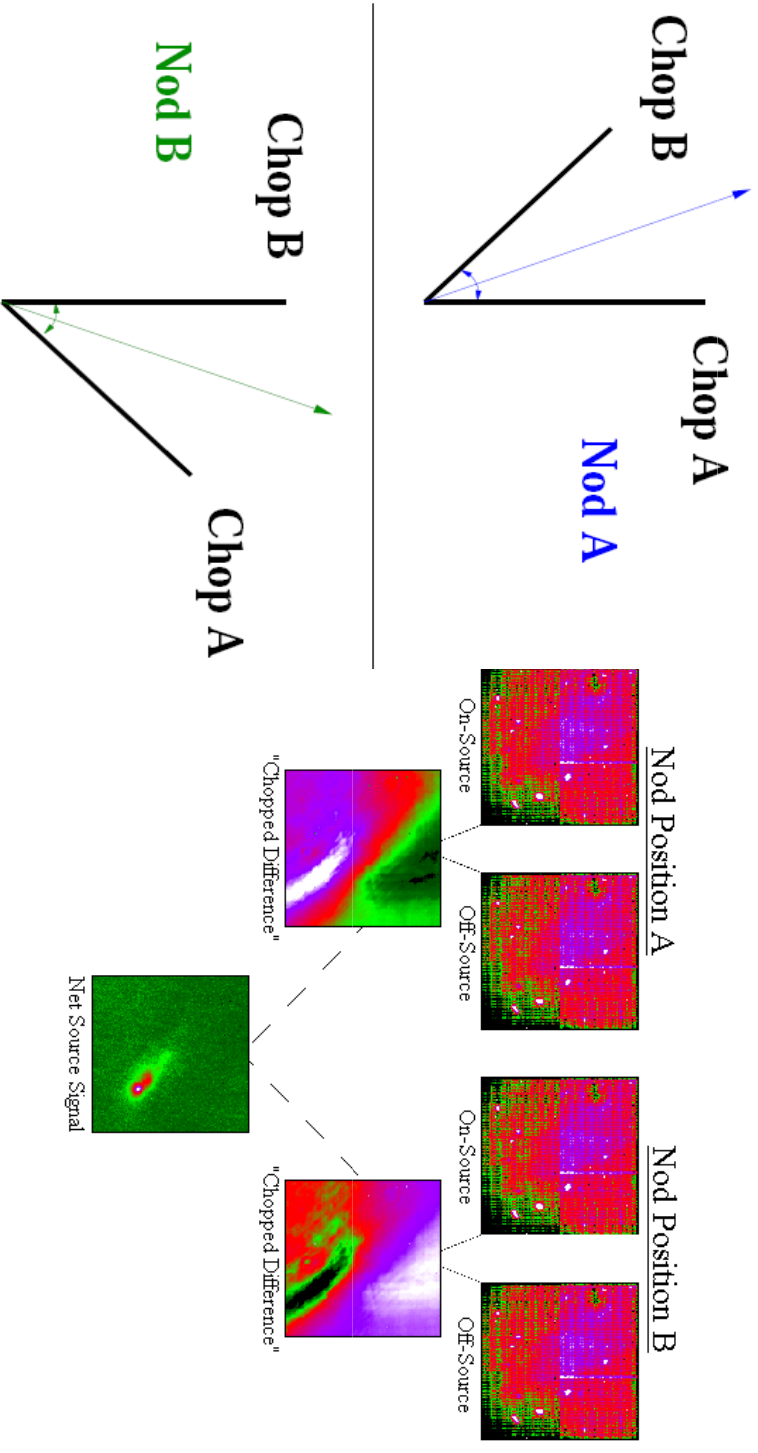 Chop A
Chop B
Nod A
Chop B
Chop A
Nod B
Nod Position A
Nod Position B
On-Source
Off-Source
On-Source
Off-Source
"Chopped Difference"
"Chopped Difference"
Net Source Signal